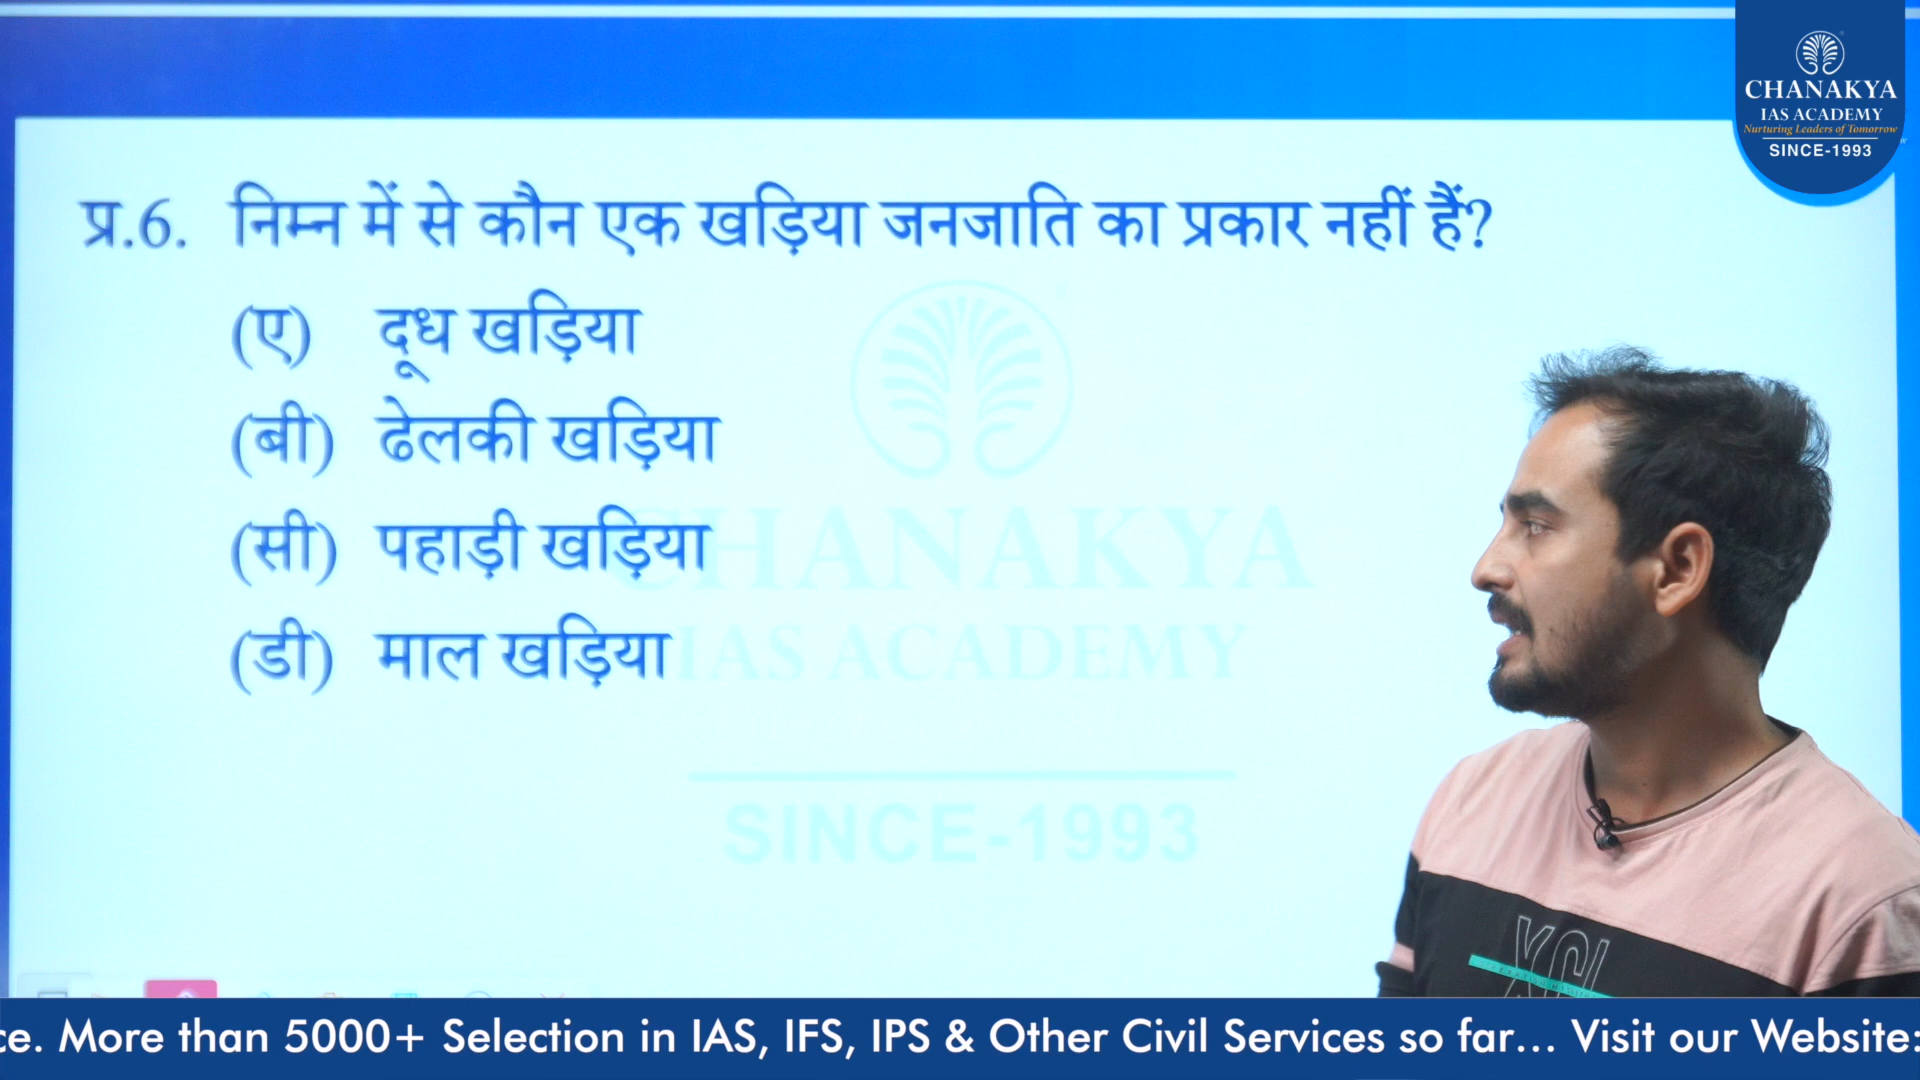 CHANAKYA
IAS ACADEMY
Nurturing Leaders of Tomorrow
SINCE-1993
प्र.6. निम्न में से कौन एक खड़िया जनजाति का प्रकार नहीं हैं?
(ए) दूध खड़िया
(बी) ढेलकी खड़िया
(सी) पहाड़ी खड़िया
(डी) माल खड़िया
CHANAKYA
IAS ACADEMY
SINCE-1993
ce. More than 5000+ Selection in IAS, IFS, IPS & Other Civil Services so far... Visit our Website: